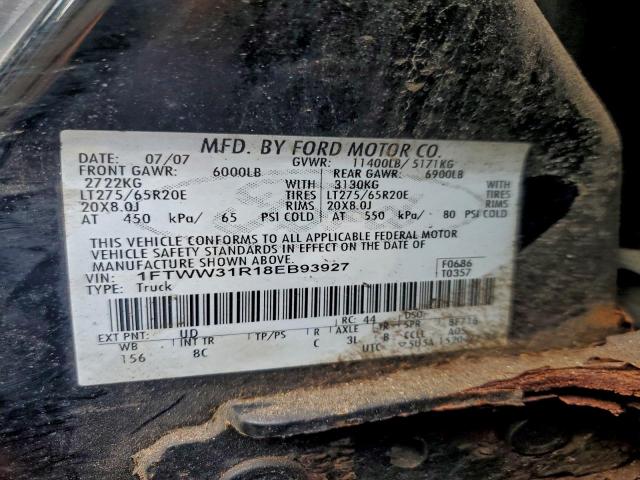 MFD. BY FORD MOTOR CO.
DATE: 07/07 GVWR: 11400LB/ 5171KG
FRONT GAWR: 6000LB REAR GAWR: 6900LB
2722KG WITH 3130KG WITH
LT275/65R20E TIRES LT275/65R20E TIRES
20X8.0J RIMS 20X8.0J RIMS
AT 450 kPa/ 65 PSI COLD AT 550 kPa/ 80 PSI COLD
THIS VEHICLE CONFORMS TO ALL APPLICABLE FEDERAL MOTOR
VEHICLE SAFETY STANDARDS IN EFFECT ON THE DATE OF
MANUFACTURE SHOWN ABOVE.
VIN: 1FTWW31R18EB93927 F0686
TYPE: Truck T0357
EXT PNT: UD RC: 44 DSO:
WB INT TR TP/PS R AXLE TR SPR
156 8C C 3L B CCEL
UTC